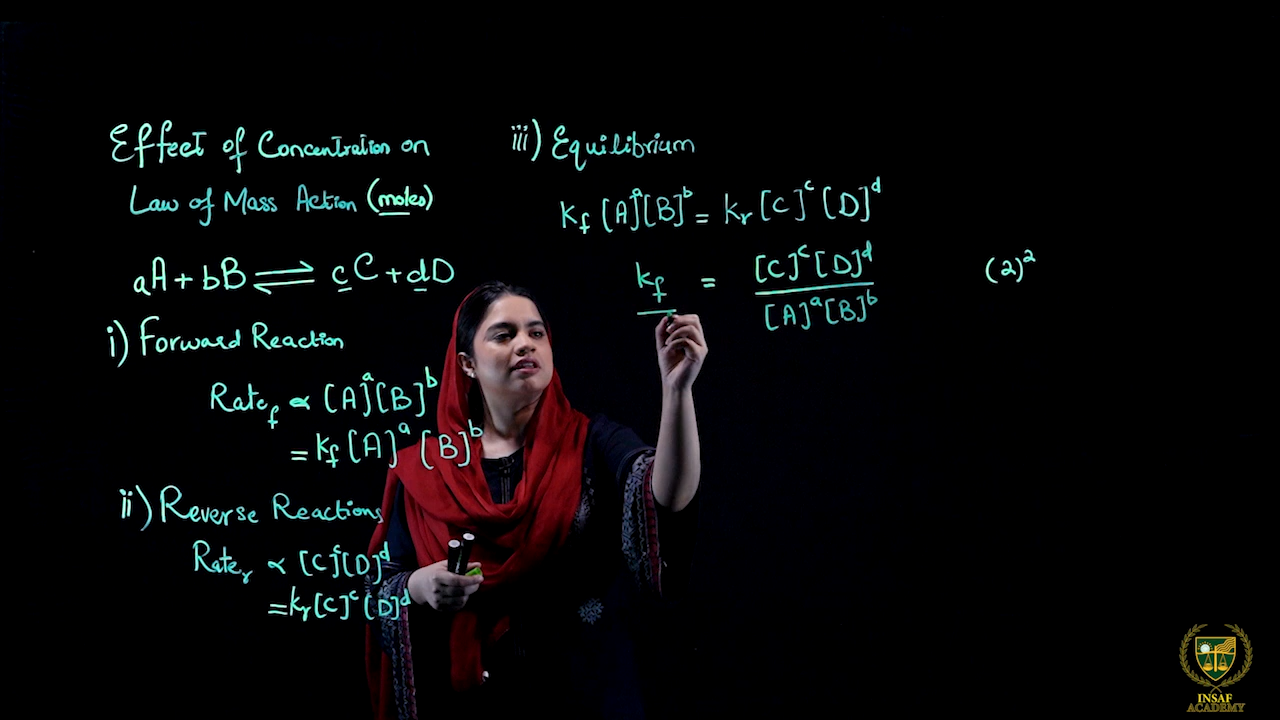 Effect of Concentration on
Law of Mass Action (moles)
aA + bB ⇌ cC + dD
i) Forward Reaction
Rate_f ∝ [A]^a [B]^b
= k_f [A]^a [B]^b
ii) Reverse Reactions
Rate_r ∝ [C]^c [D]^d
= k_r [C]^c [D]^d
iii) Equilibrium
k_f [A]^a [B]^b = k_r [C]^c [D]^d
k_f = [C]^c [D]^d
[A]^a [B]^b
(2)^2
INSAF
ACADEMY